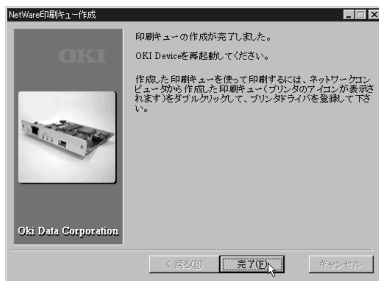 NetWare印刷キュー作成
OKI
印刷キューの作成が完了しました。
OKI Deviceを再起動してください。
作成した印刷キューを使って印刷するには、ネットワークコン
ピュータから作成した印刷キュー(プリンタのアイコンが表示さ
れます)をダブルクリックして、プリンタドライバを登録して下さ
い。
Oki Data Corporation
< 戻る(B)
完了(F)
キャンセル